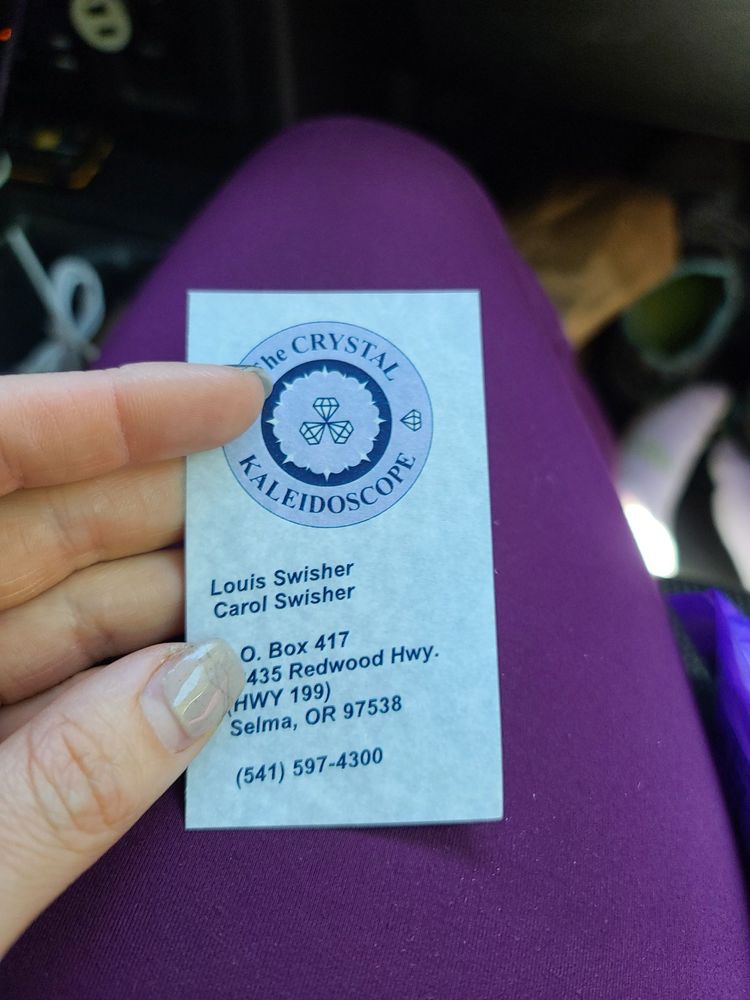 The CRYSTAL
KALEIDOSCOPE
Louis Swisher
Carol Swisher
O. Box 417
435 Redwood Hwy.
(HWY 199)
Selma, OR 97538
(541) 597-4300